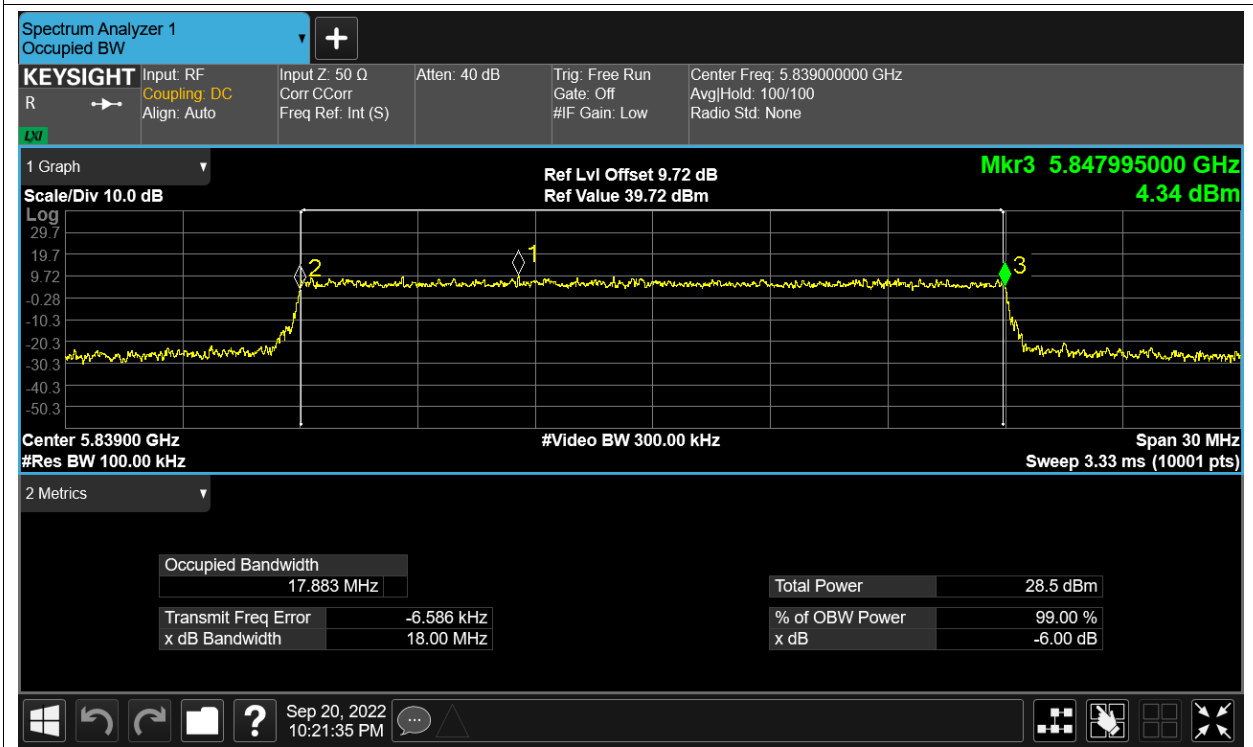 Spectrum Analyzer 1
Occupied BW
KEYSIGHT
R
LXI
Input: RF
Coupling: DC
Align: Auto
Input Z: 50 Ω
Corr CCorr
Freq Ref: Int (S)
Atten: 40 dB
Trig: Free Run
Gate: Off
#IF Gain: Low
Center Freq: 5.839000000 GHz
Avg|Hold: 100/100
Radio Std: None
1 Graph
Scale/Div 10.0 dB
Ref Lvl Offset 9.72 dB
Ref Value 39.72 dBm
Mkr3 5.847995000 GHz
4.34 dBm
Log
29.7
19.7
9.72
-0.28
-10.3
-20.3
-30.3
-40.3
-50.3
2
1
3
Center 5.83900 GHz
#Res BW 100.00 kHz
#Video BW 300.00 kHz
Span 30 MHz
Sweep 3.33 ms (10001 pts)
2 Metrics
Occupied Bandwidth
17.883 MHz
Transmit Freq Error -6.586 kHz
x dB Bandwidth 18.00 MHz
Total Power 28.5 dBm
% of OBW Power 99.00 %
x dB -6.00 dB
?
Sep 20, 2022
10:21:35 PM